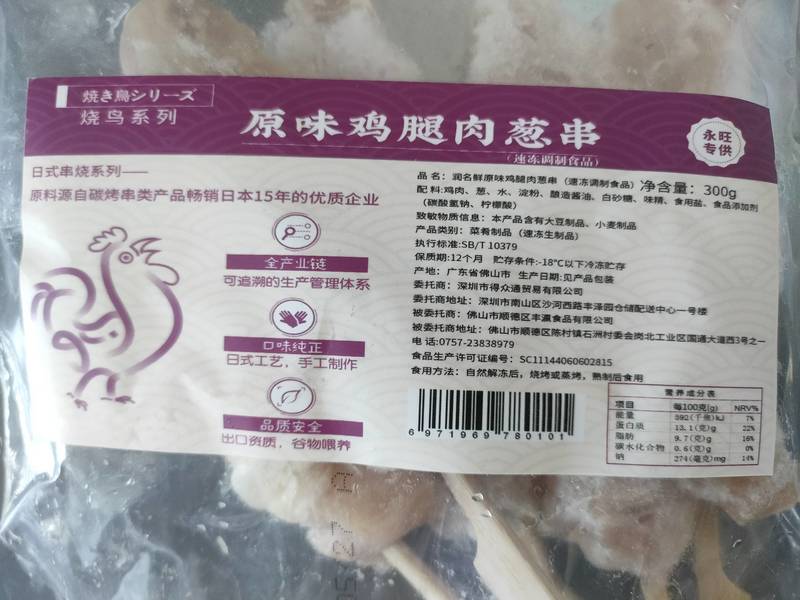 焼き鳥シリーズ
烧鸟系列
原味鸡腿肉葱串
(速冻调制食品)
永旺
专供
日式串烧系列——
原料源自碳烤串类产品畅销日本15年的优质企业
全产业链
可追溯的生产管理体系
口味纯正
日式工艺，手工制作
品质安全
出口资质，谷物喂养
品名：润名鲜原味鸡腿肉葱串（速冻调制食品）净含量：300g
配料:鸡肉、葱、水、淀粉、酿造酱油、白砂糖、味精、食用盐、食品添加剂
（碳酸氢钠、柠檬酸）
致敏物质信息：本产品含有大豆制品、小麦制品
产品类别：菜肴制品（速冻生制品）
执行标准:SB/T 10379
保质期:12个月 贮存条件:-18℃以下冷冻贮存
产地：广东省佛山市 生产日期:见产品包装
委托商：深圳市得众通贸易有限公司
委托商地址：深圳市南山区沙河西路丰泽园仓储配送中心一号楼
被委托商：佛山市顺德区丰瀛食品有限公司
被委托商地址：佛山市顺德区陈村镇石洲村委会岗北工业区国通大道西3号之一
电话:0757-23838979
食品生产许可证编号：SC11144060602815
食用方法：自然解冻后，烧烤或蒸烤，熟制后食用
6 971969 780101
营养成分表
项目 每100克(g) NRV%
能量 592(千焦)kJ 7%
蛋白质 13.1(克)g 22%
脂肪 9.7(克)g 16%
碳水化合物 0.6(克)g 0%
钠 274(毫克)mg 14%